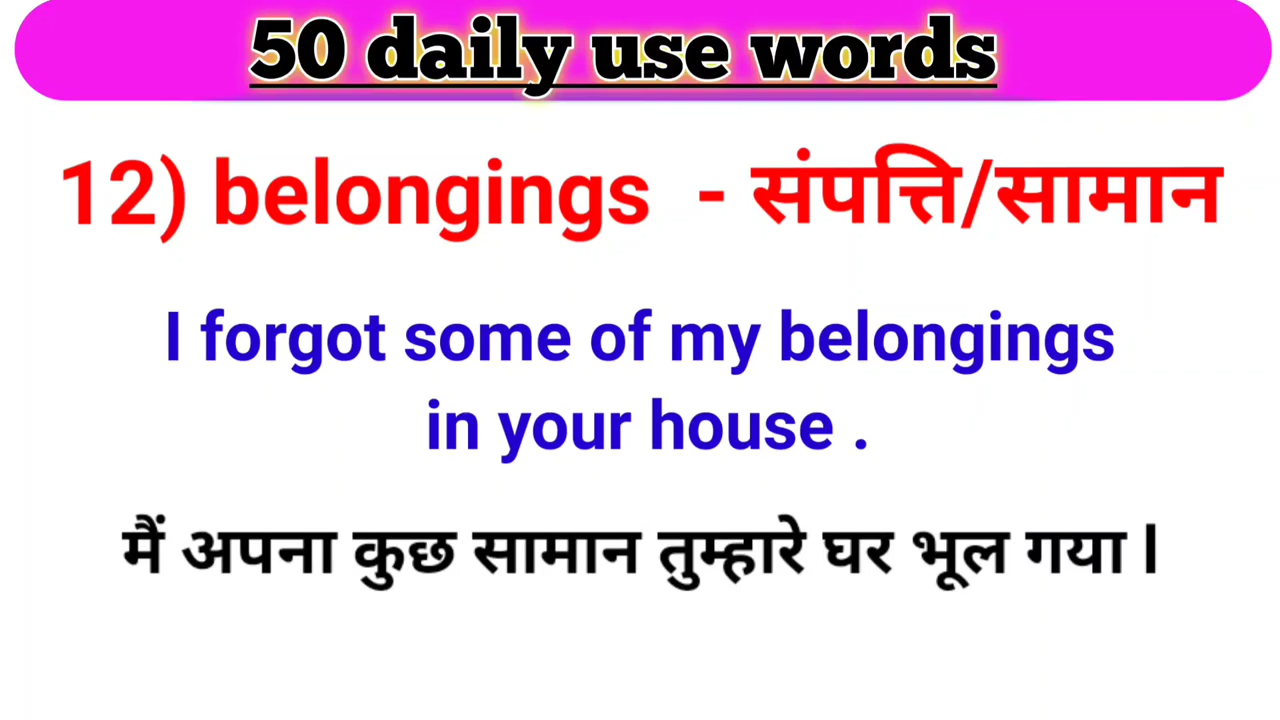 50 daily use words
12) belongings - संपत्ति/सामान
I forgot some of my belongings
in your house .
मैं अपना कुछ सामान तुम्हारे घर भूल गया l